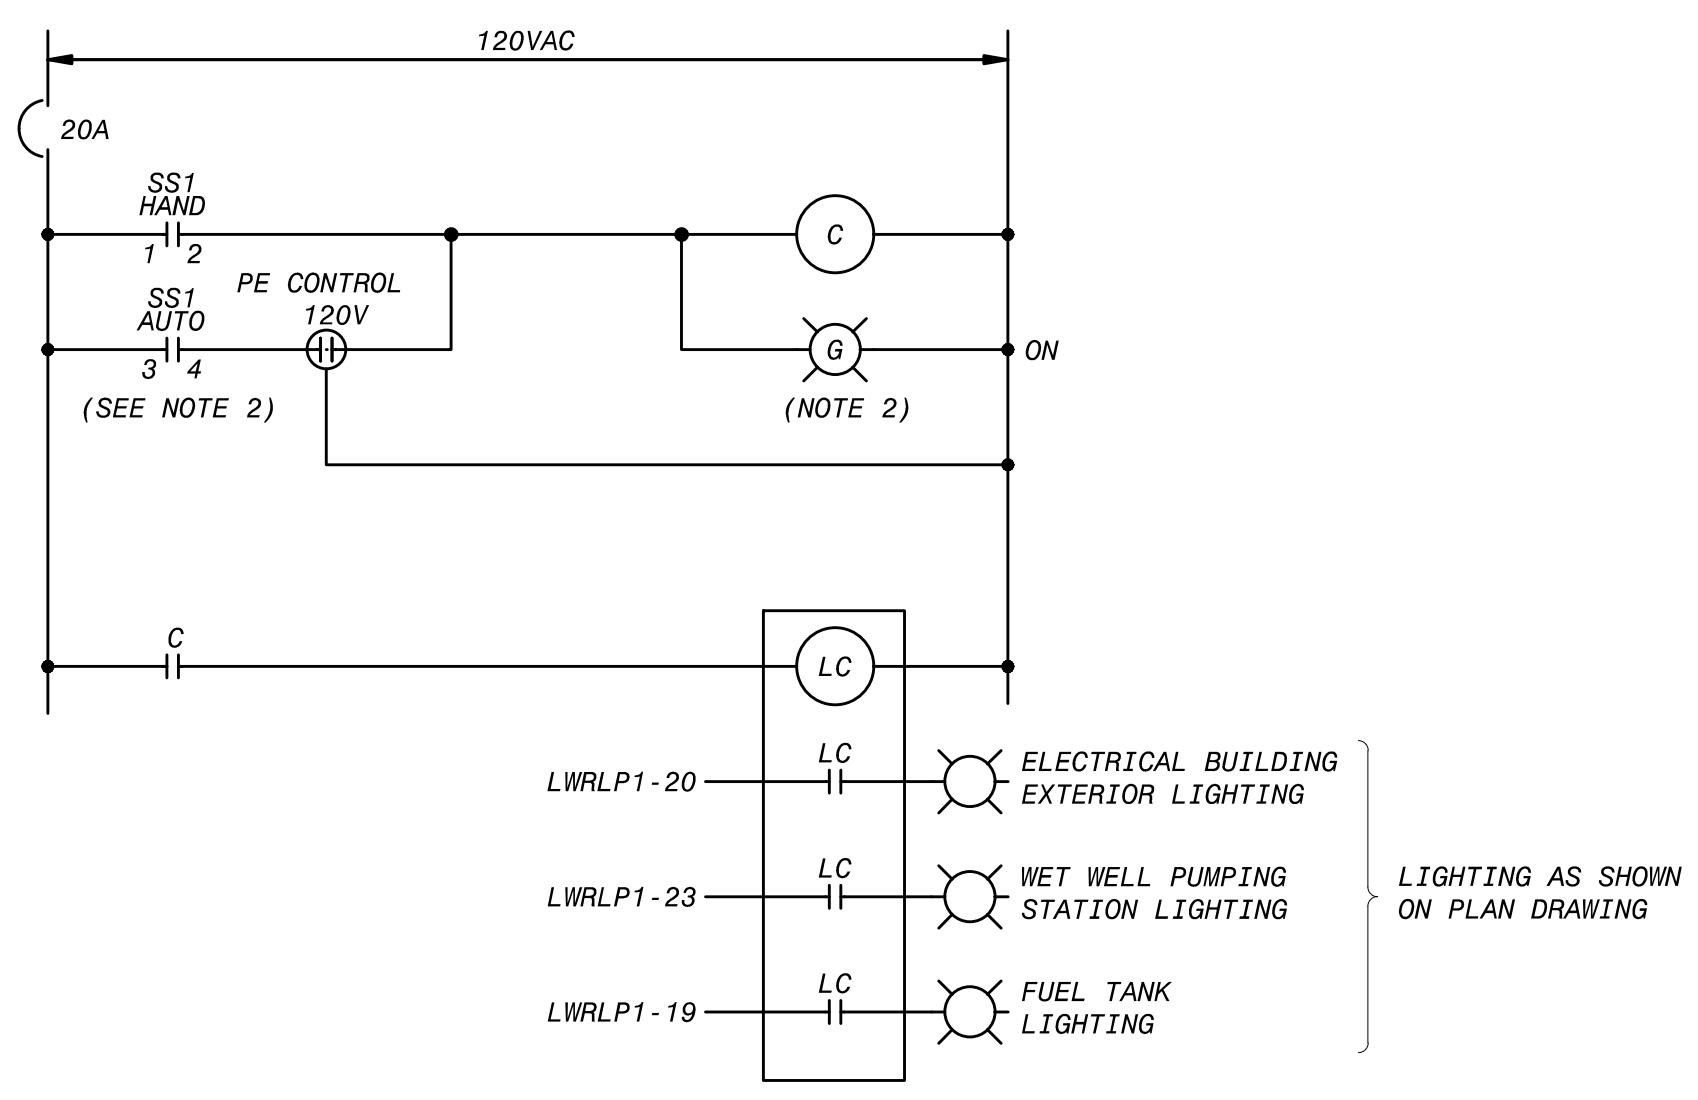 120VAC
20A
SS1
HAND
1 2
C
PE CONTROL
120V
SS1
AUTO
3 4
G
ON
(SEE NOTE 2)
(NOTE 2)
C
LC
LC
LWRLP1-20
ELECTRICAL BUILDING
EXTERIOR LIGHTING
LC
LWRLP1-23
WET WELL PUMPING
STATION LIGHTING
LIGHTING AS SHOWN
ON PLAN DRAWING
LC
LWRLP1-19
FUEL TANK
LIGHTING